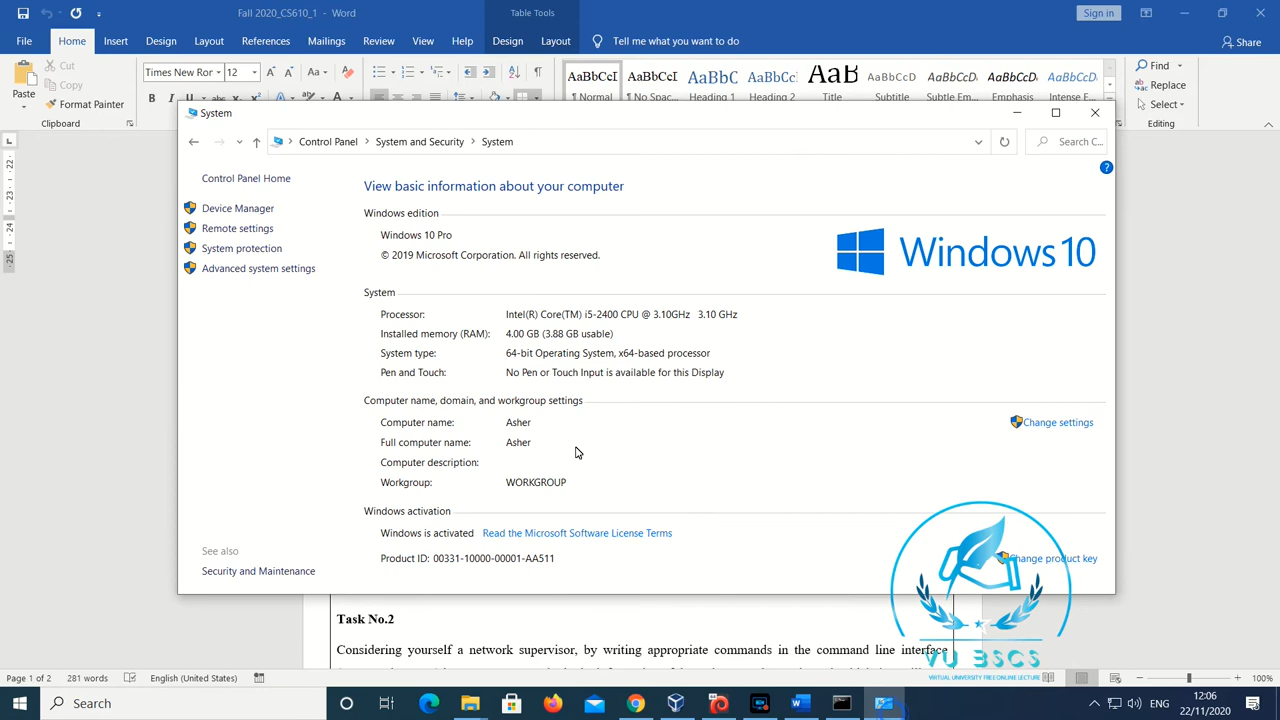 Fall 2020_CS610_1 - Word
Table Tools
Sign in
File Home Insert Design Layout References Mailings Review View Help Design Layout Tell me what you want to do Share
Paste
Cut
Copy
Format Painter
Clipboard
Times New Ror 12
AaBbCcI AaBbCcI AaBbC AaBbCc AaB AaBbCcD AaBbCcD AaBbCcD AaBbCcD
¶ Normal ¶ No Spac... Heading 1 Heading 2 Title Subtitle Subtle Em... Emphasis Intense E...
Find
Replace
Select
Editing
System
Control Panel > System and Security > System
Search C...
Control Panel Home
Device Manager
Remote settings
System protection
Advanced system settings
See also
Security and Maintenance
View basic information about your computer
Windows edition
Windows 10 Pro
© 2019 Microsoft Corporation. All rights reserved.
Windows 10
System
Processor: Intel(R) Core(TM) i5-2400 CPU @ 3.10GHz 3.10 GHz
Installed memory (RAM): 4.00 GB (3.88 GB usable)
System type: 64-bit Operating System, x64-based processor
Pen and Touch: No Pen or Touch Input is available for this Display
Computer name, domain, and workgroup settings
Computer name: Asher
Change settings
Full computer name: Asher
Computer description:
Workgroup: WORKGROUP
Windows activation
Windows is activated Read the Microsoft Software License Terms
Product ID: 00331-10000-00001-AA511
Change product key
Task No.2
Considering yourself a network supervisor, by writing appropriate commands in the command line interface
VU BSCS
VIRTUAL UNIVERSITY FREE ONLINE LECTURE
Page 1 of 2 281 words English (United States) 100%
Search
ENG
12:06
22/11/2020